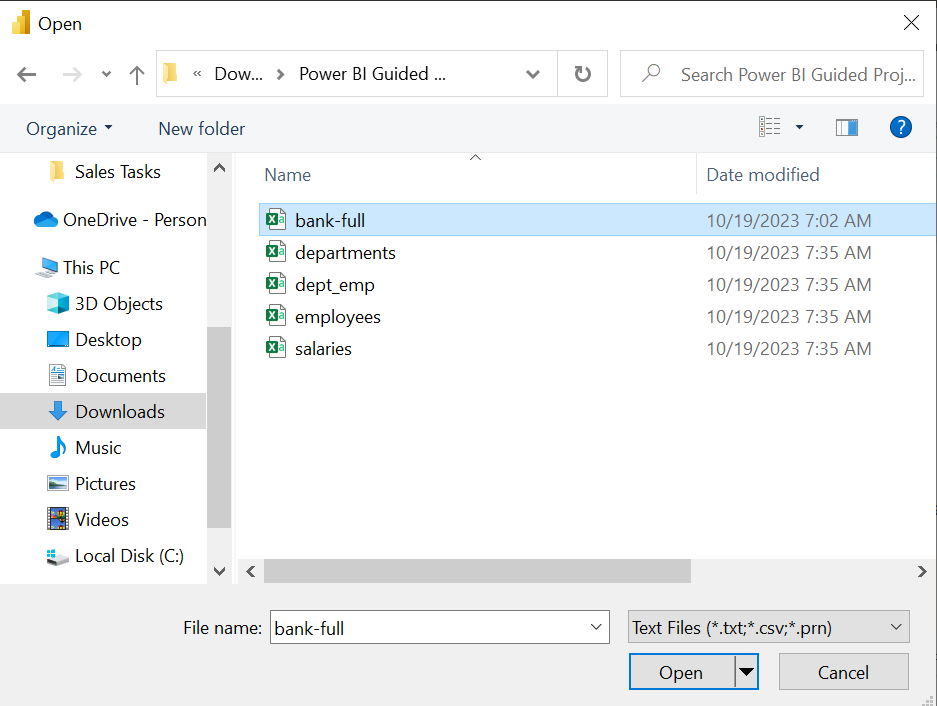 Open
« Dow... > Power BI Guided ...
Search Power BI Guided Proj...
Organize
New folder
?
Sales Tasks
OneDrive - Person
This PC
3D Objects
Desktop
Documents
Downloads
Music
Pictures
Videos
Local Disk (C:)
Name Date modified
bank-full 10/19/2023 7:02 AM
departments 10/19/2023 7:35 AM
dept_emp 10/19/2023 7:35 AM
employees 10/19/2023 7:35 AM
salaries 10/19/2023 7:35 AM
File name: bank-full
Text Files (*.txt;*.csv;*.prn)
Open
Cancel